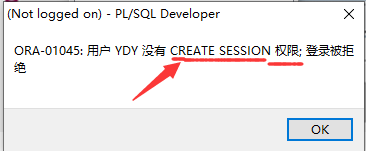 (Not logged on) - PL/SQL Developer
ORA-01045: 用户 YDY 没有 CREATE SESSION 权限; 登录被拒
绝
OK